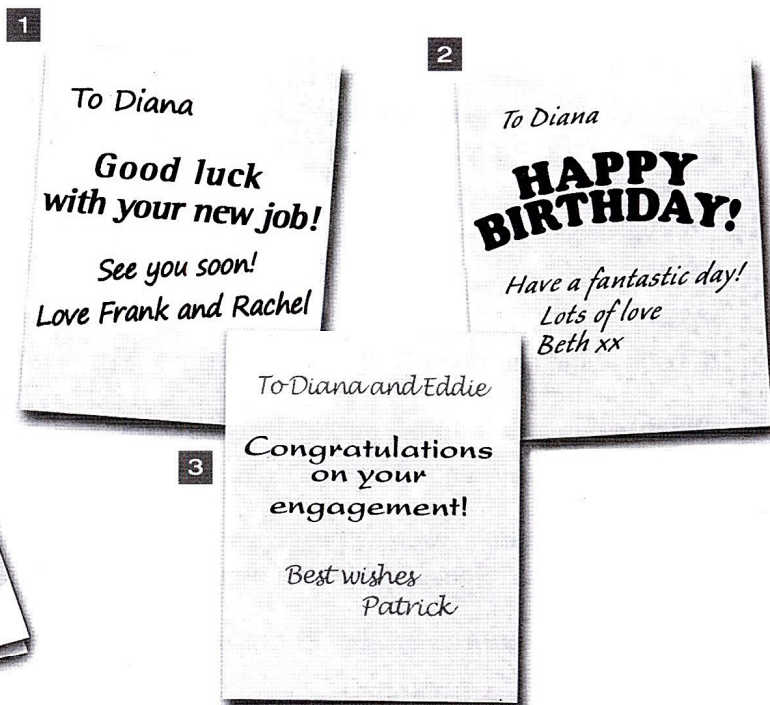 1
To Diana
Good luck
with your new job!
See you soon!
Love Frank and Rachel
2
To Diana
HAPPY
BIRTHDAY!
Have a fantastic day!
Lots of love
Beth xx
3
To Diana and Eddie
Congratulations
on your
engagement!
Best wishes
Patrick